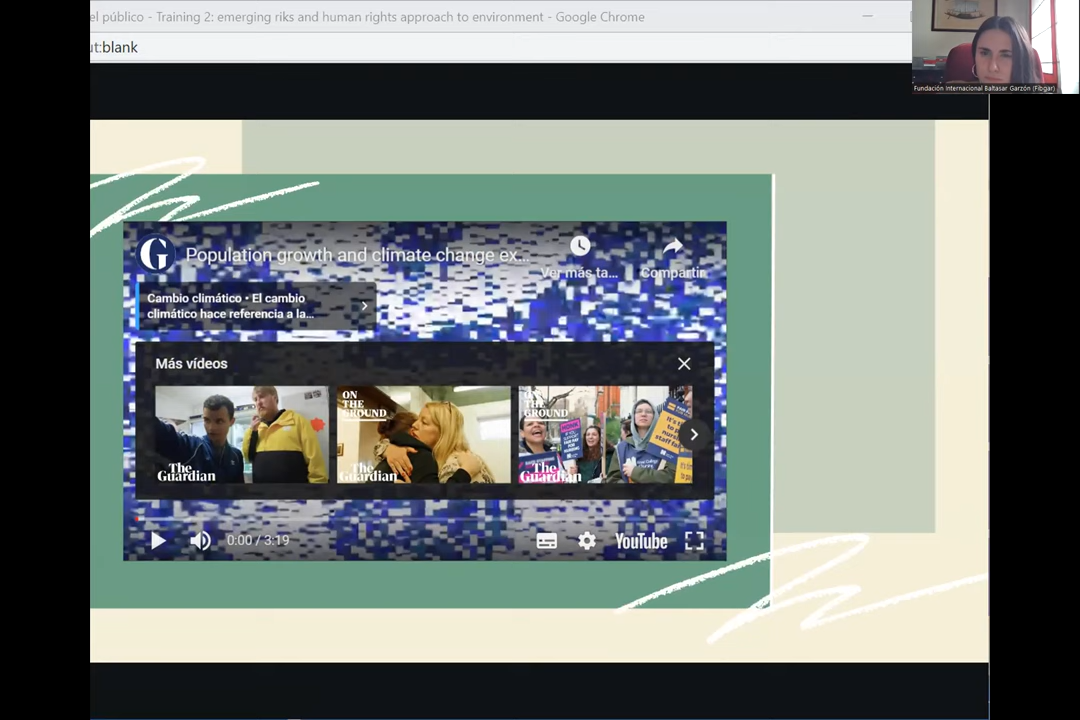 el público - Training 2: emerging riks and human rights approach to environment - Google Chrome
ut:blank
Fundación Internacional Baltasar Garzón (Fibgar)
G
Population growth and climate change ex...
Ver más ta...
Compartir
Cambio climático • El cambio
climático hace referencia a la...
Más vídeos
The
Guardian
ON
THE
GROUND
The
Guardian
ON
THE
GROUND
The
Guardian
0:00 / 3:19
YouTube